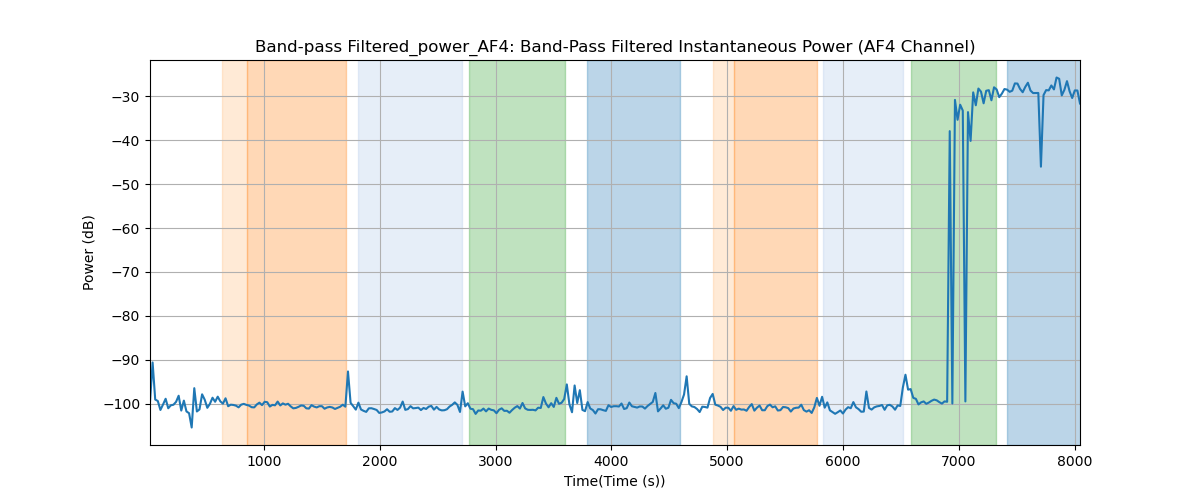 Band-pass Filtered_power_AF4: Band-Pass Filtered Instantaneous Power (AF4 Channel)
−30
−40
−50
−60
−70
−80
−90
−100
Power (dB)
1000 2000 3000 4000 5000 6000 7000 8000
Time(Time (s))